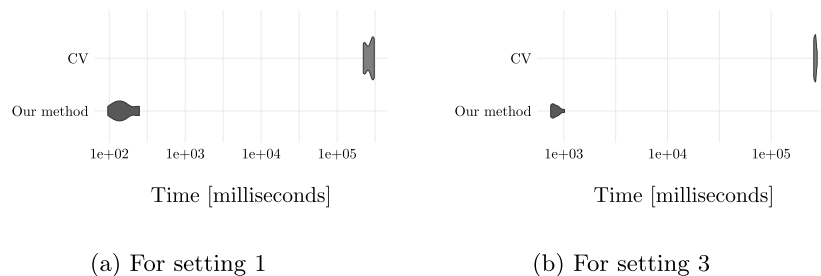 CV
Our method
1e+02 1e+03 1e+04 1e+05
Time [milliseconds]
(a) For setting 1
CV
Our method
1e+03 1e+04 1e+05
Time [milliseconds]
(b) For setting 3